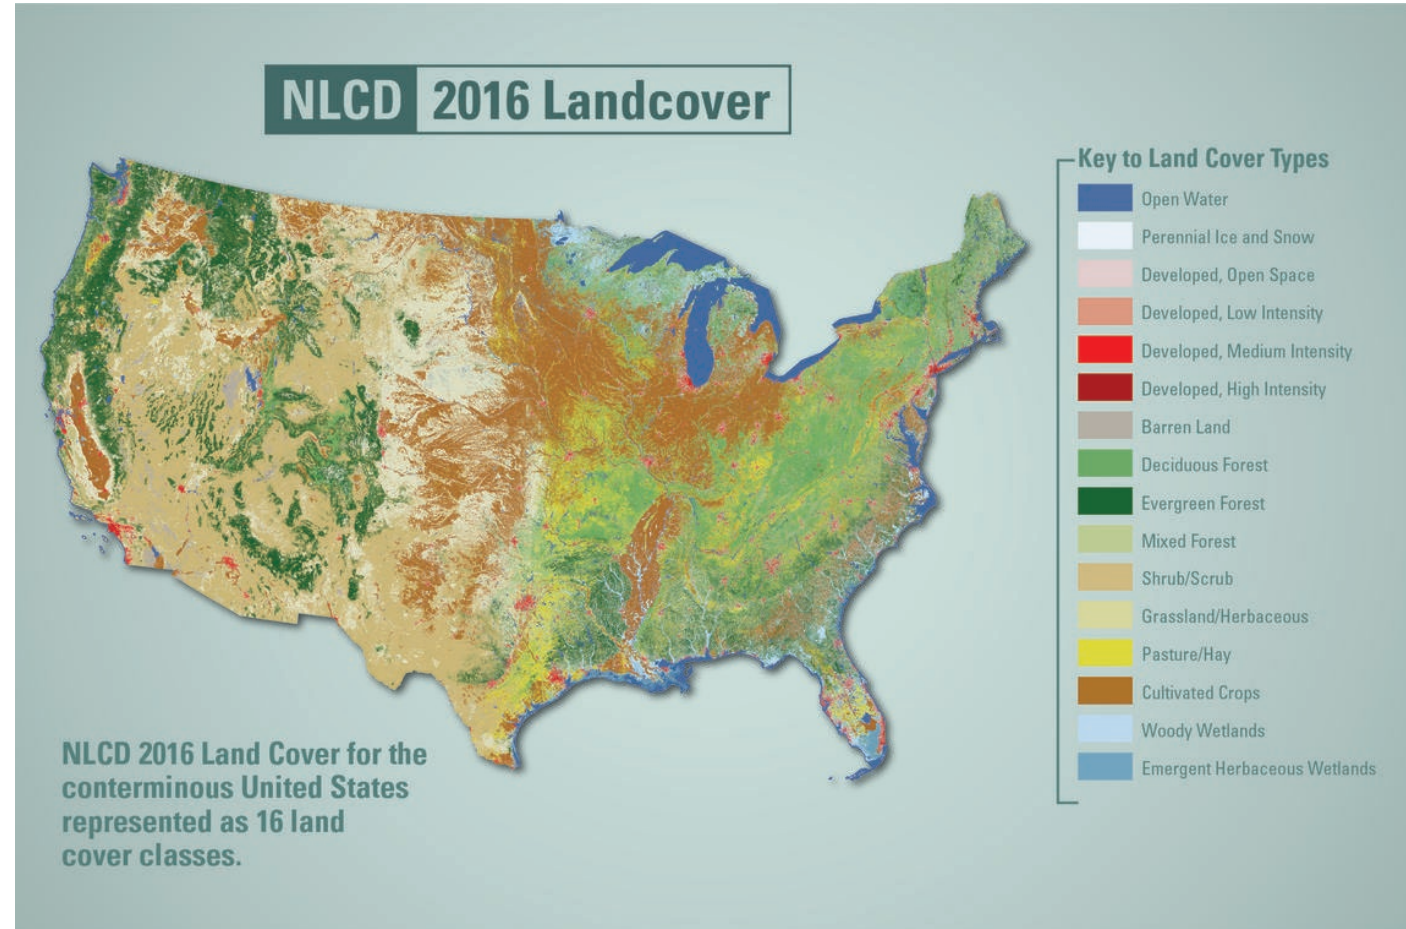 NLCD 2016 Landcover
Key to Land Cover Types
Open Water
Perennial Ice and Snow
Developed, Open Space
Developed, Low Intensity
Developed, Medium Intensity
Developed, High Intensity
Barren Land
Deciduous Forest
Evergreen Forest
Mixed Forest
Shrub/Scrub
Grassland/Herbaceous
Pasture/Hay
Cultivated Crops
Woody Wetlands
Emergent Herbaceous Wetlands
NLCD 2016 Land Cover for the
conterminous United States
represented as 16 land
cover classes.